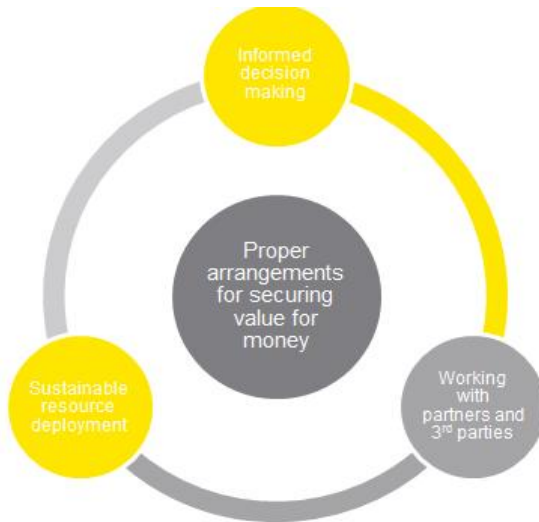 Informed
decision
making
Proper
arrangements
for securing
value for
money
Sustainable
resource
deployment
Working
with
partners and
3rd parties